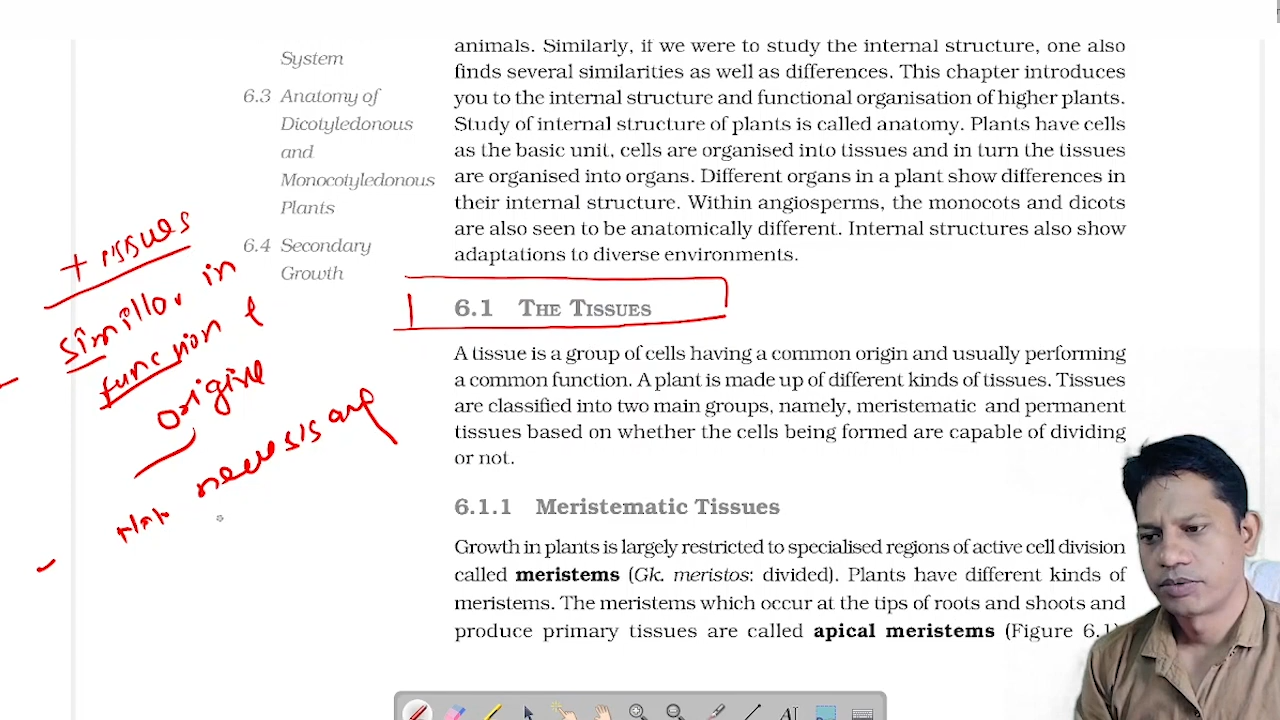 System
6.3 Anatomy of
Dicotyledonous
and
Monocotyledonous
Plants
6.4 Secondary
Growth
animals. Similarly, if we were to study the internal structure, one also
finds several similarities as well as differences. This chapter introduces
you to the internal structure and functional organisation of higher plants.
Study of internal structure of plants is called anatomy. Plants have cells
as the basic unit, cells are organised into tissues and in turn the tissues
are organised into organs. Different organs in a plant show differences in
their internal structure. Within angiosperms, the monocots and dicots
are also seen to be anatomically different. Internal structures also show
adaptations to diverse environments.
6.1 THE TISSUES
A tissue is a group of cells having a common origin and usually performing
a common function. A plant is made up of different kinds of tissues. Tissues
are classified into two main groups, namely, meristematic and permanent
tissues based on whether the cells being formed are capable of dividing
or not.
6.1.1 Meristematic Tissues
Growth in plants is largely restricted to specialised regions of active cell division
called meristems (Gk. meristos: divided). Plants have different kinds of
meristems. The meristems which occur at the tips of roots and shoots and
produce primary tissues are called apical meristems (Figure 6.1)
tissues
simillor in
function &
origine